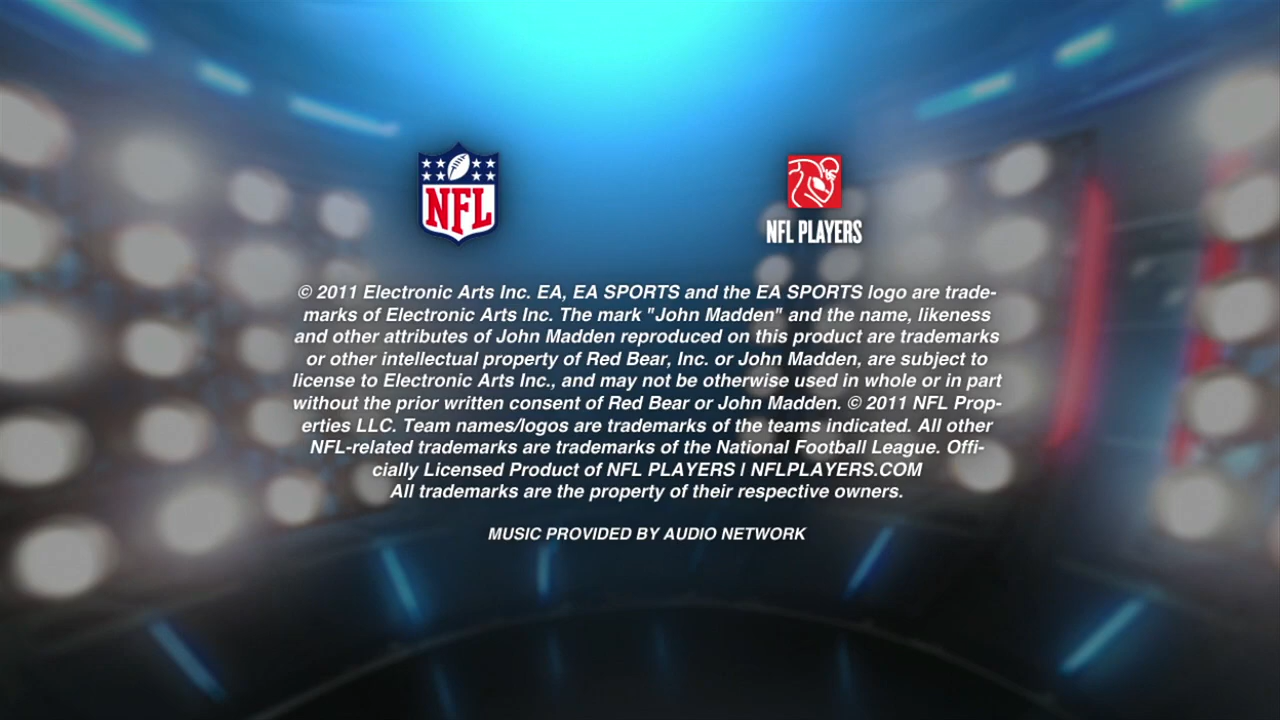 NFL
NFL PLAYERS
© 2011 Electronic Arts Inc. EA, EA SPORTS and the EA SPORTS logo are trade-
marks of Electronic Arts Inc. The mark "John Madden" and the name, likeness
and other attributes of John Madden reproduced on this product are trademarks
or other intellectual property of Red Bear, Inc. or John Madden, are subject to
license to Electronic Arts Inc., and may not be otherwise used in whole or in part
without the prior written consent of Red Bear or John Madden. © 2011 NFL Prop-
erties LLC. Team names/logos are trademarks of the teams indicated. All other
NFL-related trademarks are trademarks of the National Football League. Offi-
cially Licensed Product of NFL PLAYERS I NFLPLAYERS.COM
All trademarks are the property of their respective owners.
MUSIC PROVIDED BY AUDIO NETWORK